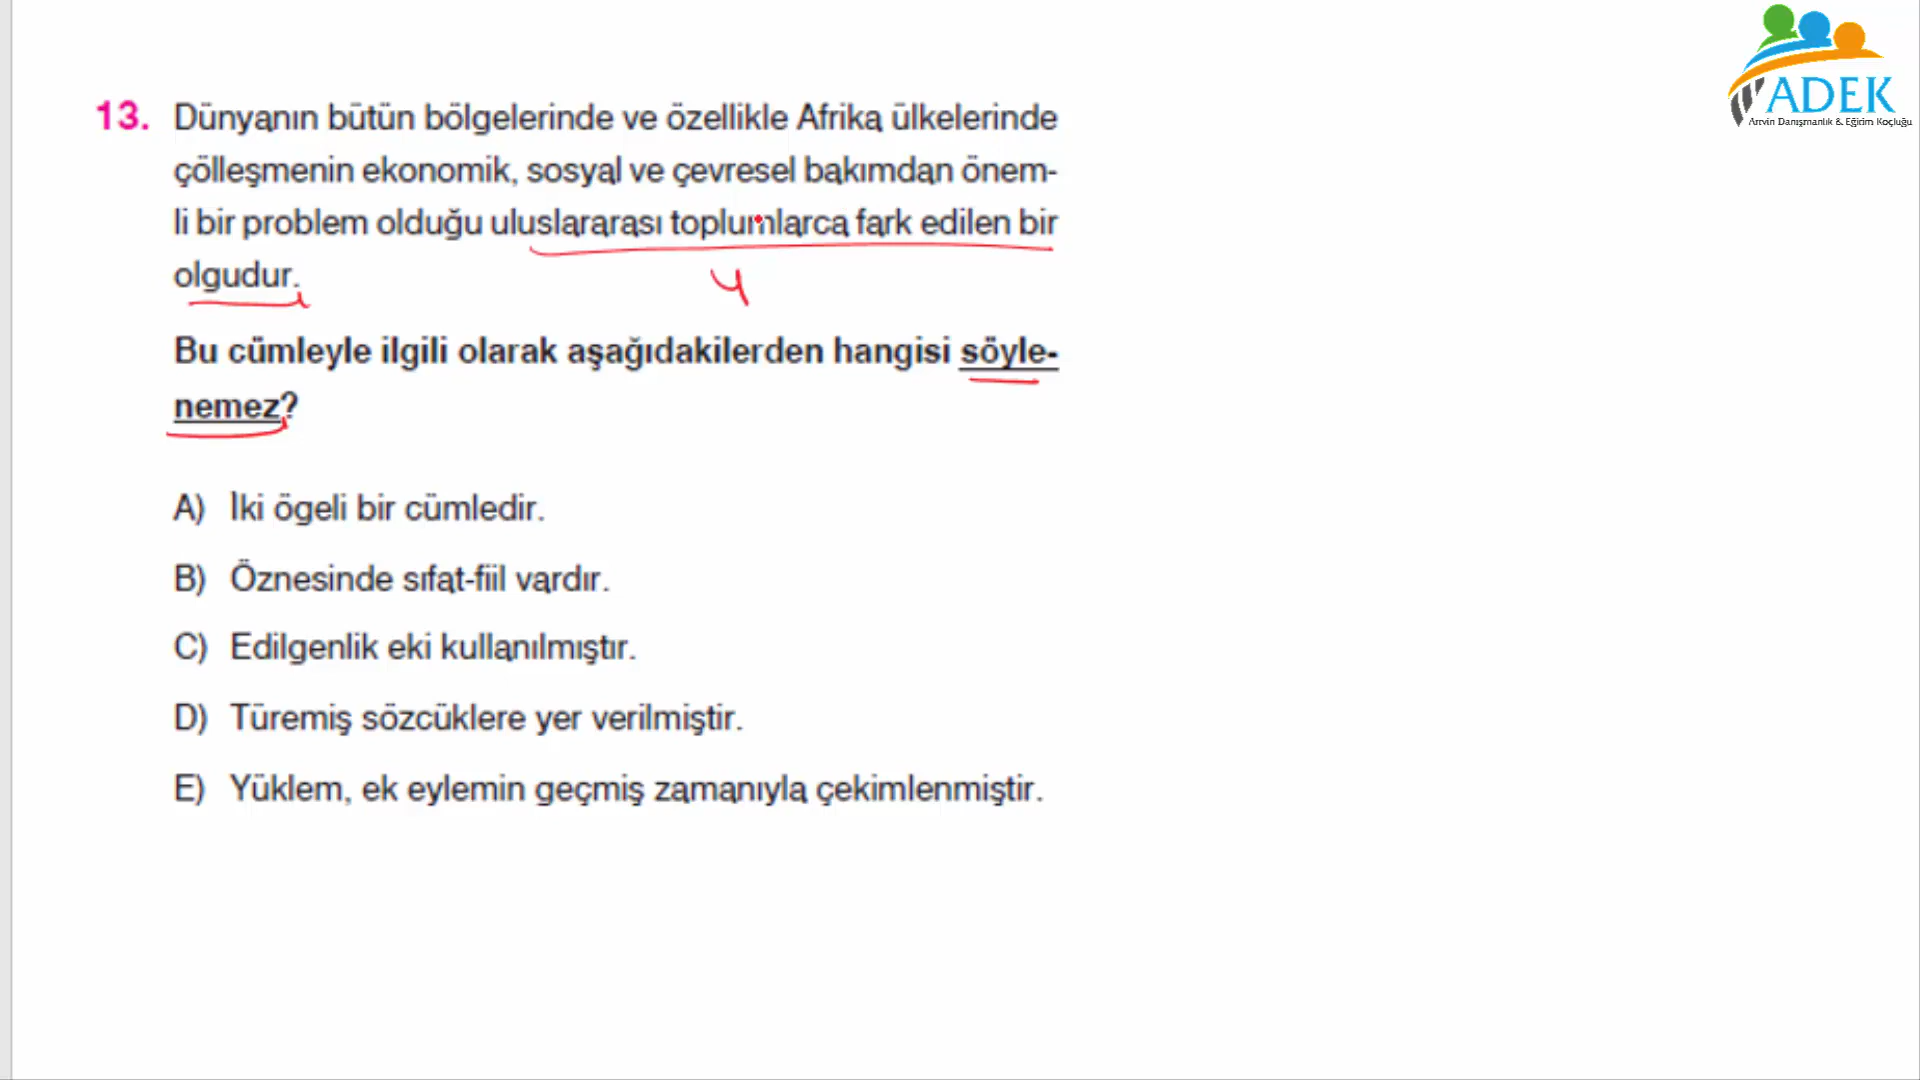 ADEK
Artvin Danışmanlık & Eğitim Koçluğu
13. Dünyanın bütün bölgelerinde ve özellikle Afrika ülkelerinde
çölleşmenin ekonomik, sosyal ve çevresel bakımdan önem-
li bir problem olduğu uluslararası toplumlarca fark edilen bir
olgudur.
y
Bu cümleyle ilgili olarak aşağıdakilerden hangisi söyle-
nemez?
A) İki ögeli bir cümledir.
B) Öznesinde sıfat-fiil vardır.
C) Edilgenlik eki kullanılmıştır.
D) Türemiş sözcüklere yer verilmiştir.
E) Yüklem, ek eylemin geçmiş zamanıyla çekimlenmiştir.